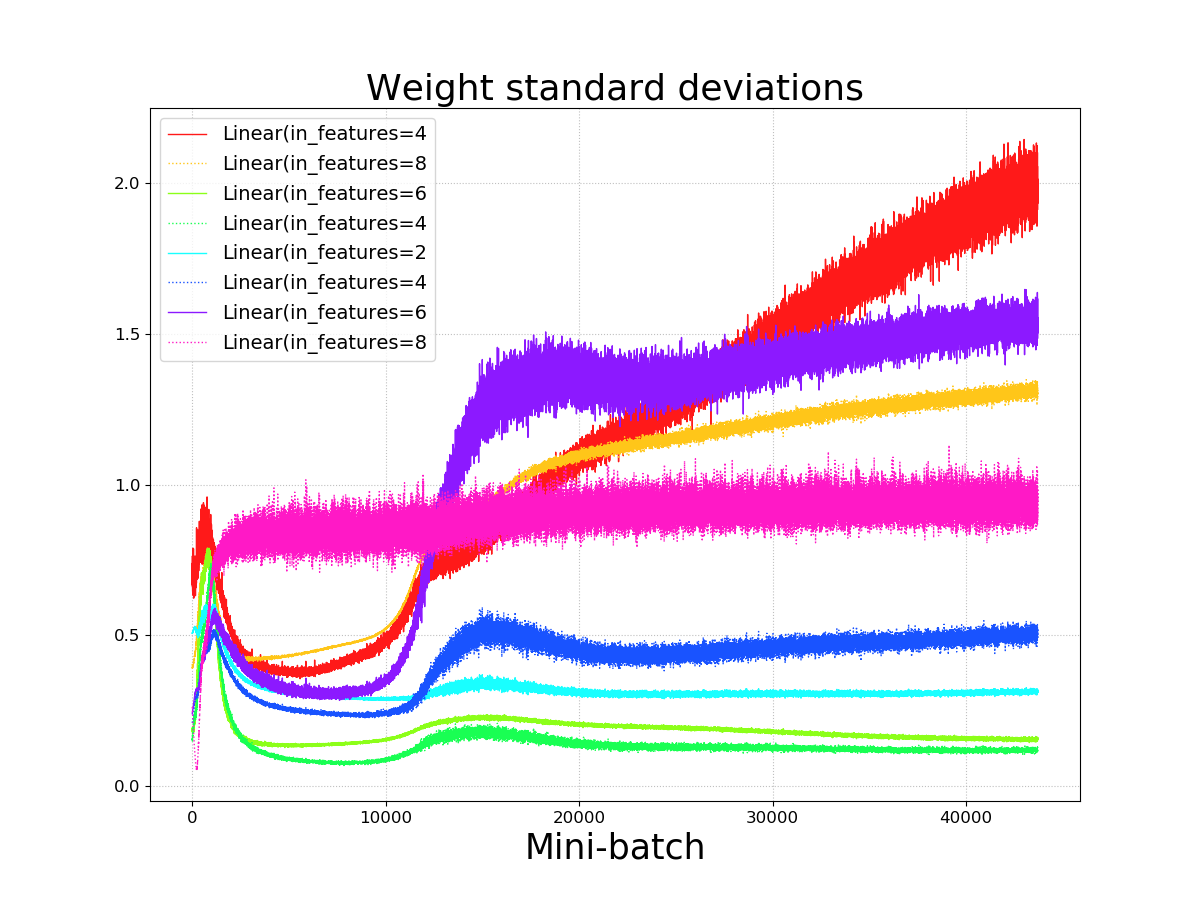 Weight standard deviations
Linear(in_features=4
Linear(in_features=8
Linear(in_features=6
Linear(in_features=4
Linear(in_features=2
Linear(in_features=4
Linear(in_features=6
Linear(in_features=8
2.0
1.5
1.0
0.5
0.0
0 10000 20000 30000 40000
Mini-batch